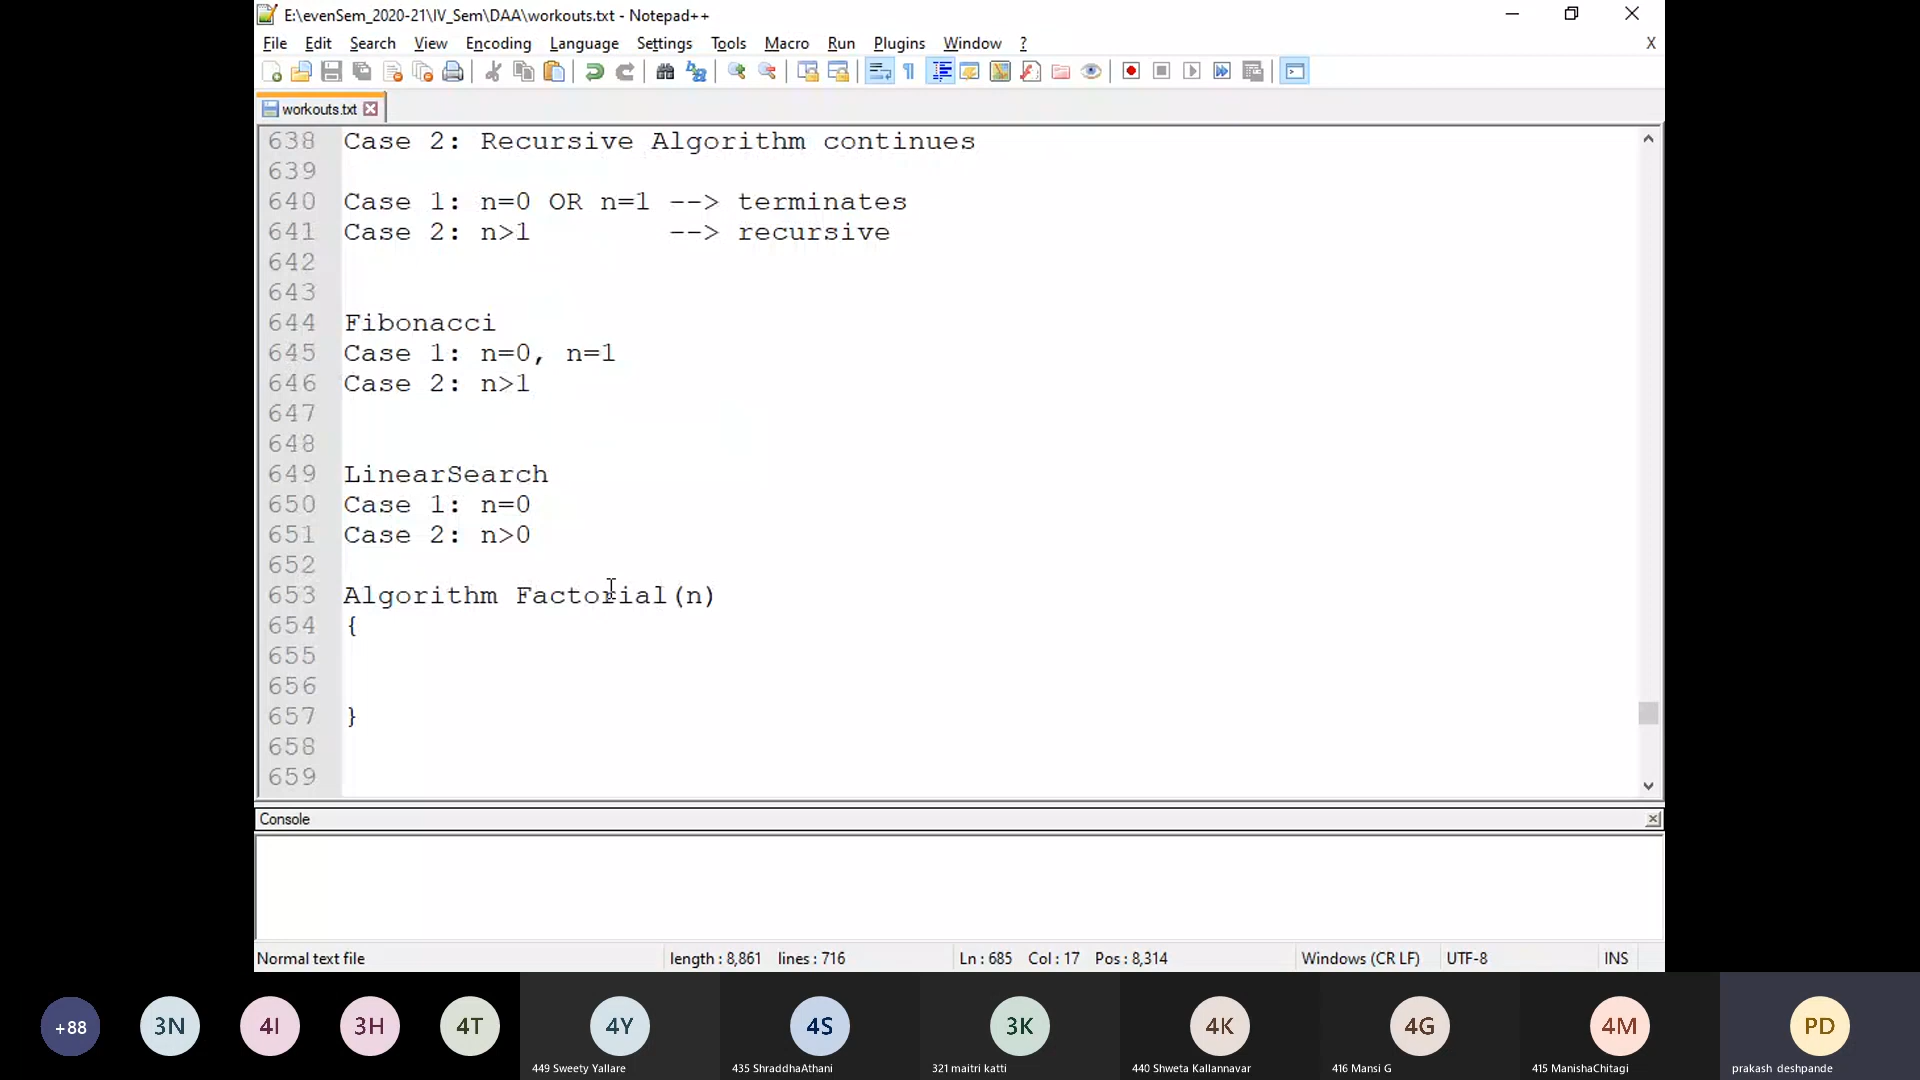 E:\evenSem_2020-21\IV_Sem\DAA\workouts.txt - Notepad++
File Edit Search View Encoding Language Settings Tools Macro Run Plugins Window ? X
workouts.txt
638 Case 2: Recursive Algorithm continues
639
640 Case 1: n=0 OR n=1 --> terminates
641 Case 2: n>1 --> recursive
642
643
644 Fibonacci
645 Case 1: n=0, n=1
646 Case 2: n>1
647
648
649 LinearSearch
650 Case 1: n=0
651 Case 2: n>0
652
653 Algorithm Factorial(n)
654 {
655
656
657 }
658
659
Console
Normal text file length : 8,861 lines : 716 Ln : 685 Col : 17 Pos : 8,314 Windows (CR LF) UTF-8 INS
+88 3N 4I 3H 4T 4Y 4S 3K 4K 4G 4M PD
449 Sweety Yallare 435 ShraddhaAthani 321 maitri katti 440 Shweta Kallannavar 416 Mansi G 415 ManishaChitagi prakash deshpande